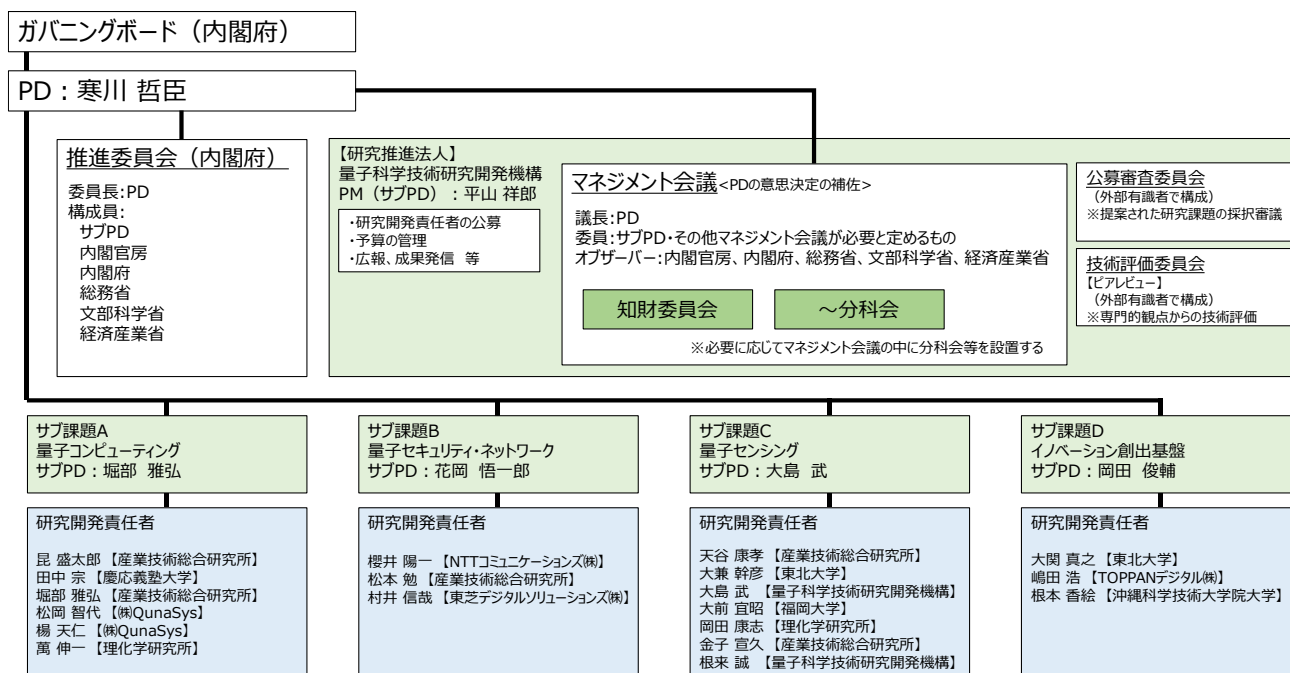 ガバニングボード（内閣府）
PD：寒川 哲臣
推進委員会（内閣府）
委員長:PD
構成員:
サブPD
内閣官房
内閣府
総務省
文部科学省
経済産業省
【研究推進法人】
量子科学技術研究開発機構
PM（サブPD）：平山 祥郎
・研究開発責任者の公募
・予算の管理
・広報、成果発信 等
マネジメント会議<PDの意思決定の補佐>
議長:PD
委員:サブPD・その他マネジメント会議が必要と定めるもの
オブザーバー:内閣官房、内閣府、総務省、文部科学省、経済産業省
知財委員会
～分科会
※必要に応じてマネジメント会議の中に分科会等を設置する
公募審査委員会
（外部有識者で構成）
※提案された研究課題の採択審議
技術評価委員会
【ピアレビュー】
（外部有識者で構成）
※専門的観点からの技術評価
サブ課題A
量子コンピューティング
サブPD：堀部 雅弘
研究開発責任者
昆 盛太郎【産業技術総合研究所】
田中 宗【慶応義塾大学】
堀部 雅弘【産業技術総合研究所】
松岡 智代【㈱QunaSys】
楊 天任【㈱QunaSys】
萬 伸一【理化学研究所】
サブ課題B
量子セキュリティ・ネットワーク
サブPD：花岡 悟一郎
研究開発責任者
櫻井 陽一【NTTコミュニケーションズ㈱】
松本 勉【産業技術総合研究所】
村井 信哉【東芝デジタルソリューションズ㈱】
サブ課題C
量子センシング
サブPD：大島 武
研究開発責任者
天谷 康孝【産業技術総合研究所】
大兼 幹彦【東北大学】
大島 武【量子科学技術研究開発機構】
大前 宣昭【福岡大学】
岡田 康志【理化学研究所】
金子 宣久【産業技術総合研究所】
根来 誠【量子科学技術研究開発機構】
サブ課題D
イノベーション創出基盤
サブPD：岡田 俊輔
研究開発責任者
大関 真之【東北大学】
嶋田 浩【TOPPANデジタル㈱】
根本 香絵【沖縄科学技術大学院大学】